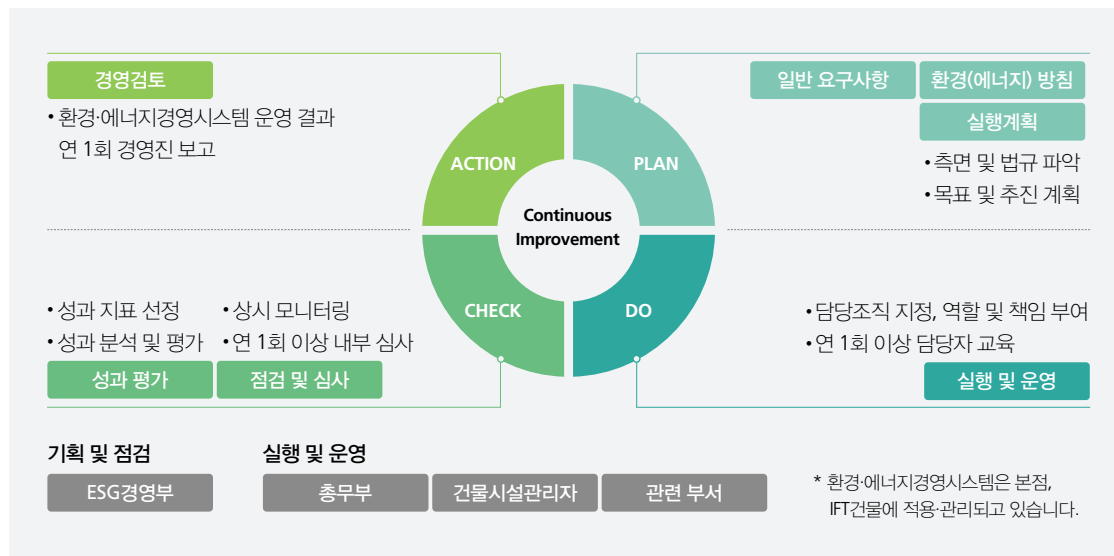 경영검토
• 환경·에너지경영시스템 운영 결과
연 1회 경영진 보고
일반 요구사항
환경(에너지) 방침
실행계획
• 측면 및 법규 파악
• 목표 및 추진 계획
ACTION
PLAN
Continuous
Improvement
CHECK
DO
• 성과 지표 선정
• 성과 분석 및 평가
성과 평가
• 상시 모니터링
• 연 1회 이상 내부 심사
점검 및 심사
• 담당조직 지정, 역할 및 책임 부여
• 연 1회 이상 담당자 교육
실행 및 운영
기획 및 점검
ESG경영부
실행 및 운영
총무부
건물시설관리자
관련 부서
* 환경·에너지경영시스템은 본점,
IFT건물에 적용·관리되고 있습니다.